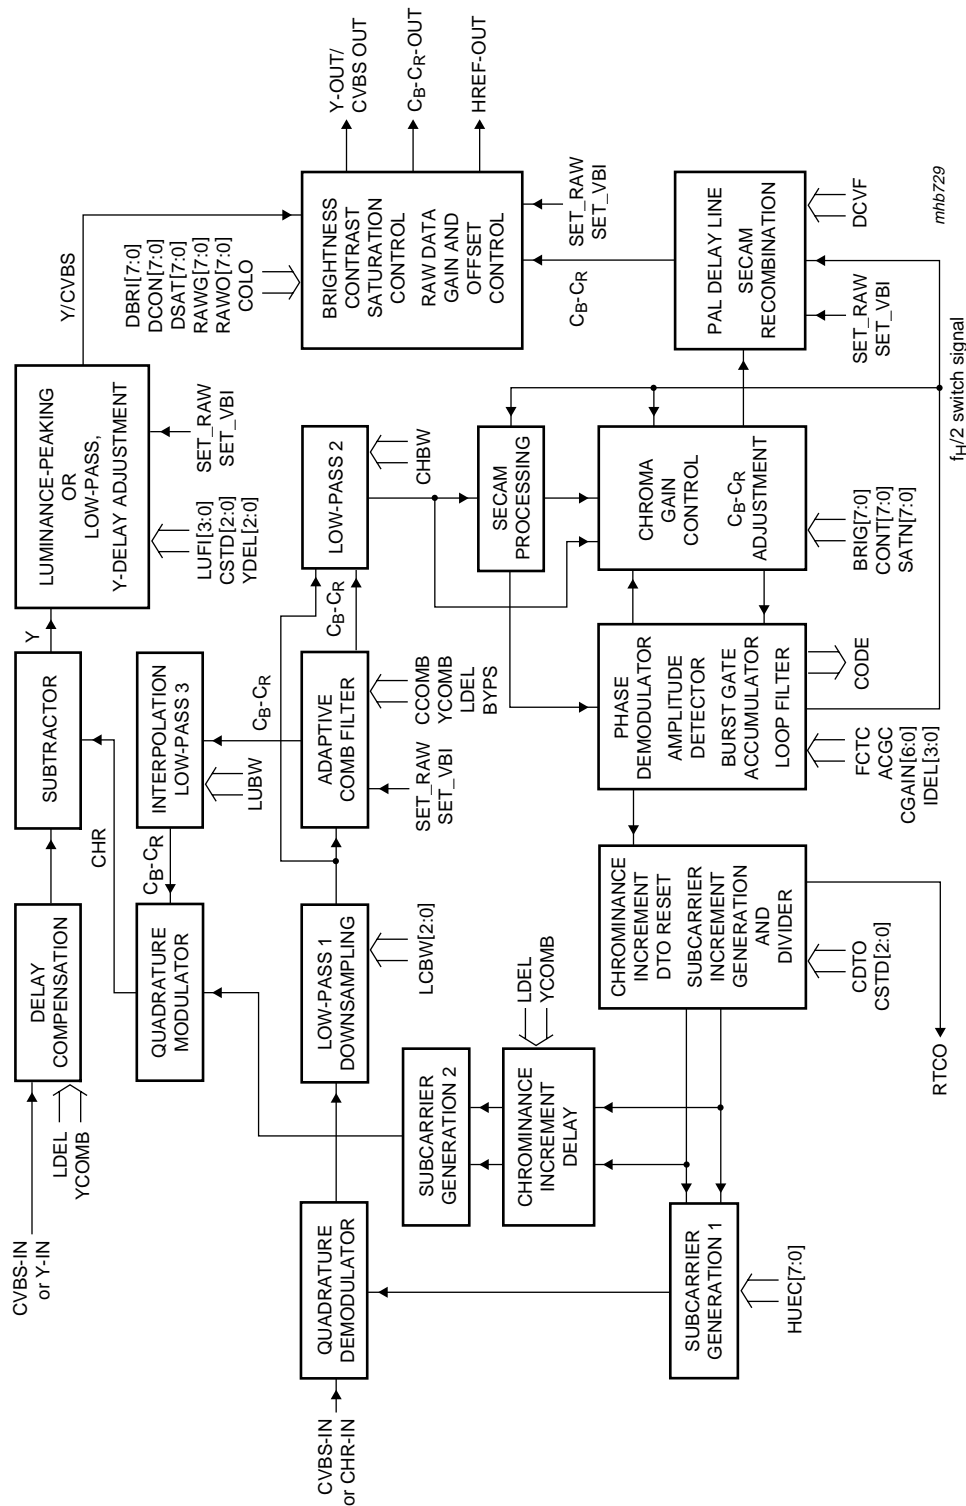 CVBS-IN
or Y-IN
LDEL
YCOMB
DELAY
COMPENSATION
SUBTRACTOR
Y
LUMINANCE-PEAKING
OR
LOW-PASS,
Y-DELAY ADJUSTMENT
LUFI[3:0]
CSTD[2:0]
YDEL[2:0]
SET_RAW
SET_VBI
Y/CVBS
CHR
QUADRATURE
MODULATOR
CB-CR
INTERPOLATION
LOW-PASS 3
LUBW
CB-CR
DBRI[7:0]
DCON[7:0]
DSAT[7:0]
RAWG[7:0]
RAWO[7:0]
COLO
CVBS-IN
or CHR-IN
QUADRATURE
DEMODULATOR
LOW-PASS 1
DOWNSAMPLING
LCBW[2:0]
ADAPTIVE
COMB FILTER
SET_RAW
SET_VBI
CCOMB
YCOMB
LDEL
BYPS
CB-CR
LOW-PASS 2
CHBW
BRIGHTNESS
CONTRAST
SATURATION
CONTROL
RAW DATA
GAIN AND
OFFSET
CONTROL
Y-OUT/
CVBS OUT
CB-CR-OUT
HREF-OUT
SET_RAW
SET_VBI
CB-CR
SUBCARRIER
GENERATION 2
CHROMINANCE
INCREMENT
DELAY
LDEL
YCOMB
SECAM
PROCESSING
SUBCARRIER
GENERATION 1
HUEC[7:0]
CHROMINANCE
INCREMENT
DTO RESET
SUBCARRIER
INCREMENT
GENERATION
AND
DIVIDER
CDTO
CSTD[2:0]
RTCO
PHASE
DEMODULATOR
AMPLITUDE
DETECTOR
BURST GATE
ACCUMULATOR
LOOP FILTER
FCTC
ACGC
CGAIN[6:0]
IDEL[3:0]
CODE
CHROMA
GAIN
CONTROL
CB-CR
ADJUSTMENT
BRIG[7:0]
CONT[7:0]
SATN[7:0]
PAL DELAY LINE
SECAM
RECOMBINATION
SET_RAW
SET_VBI
DCVF
fH/2 switch signal
mhb729